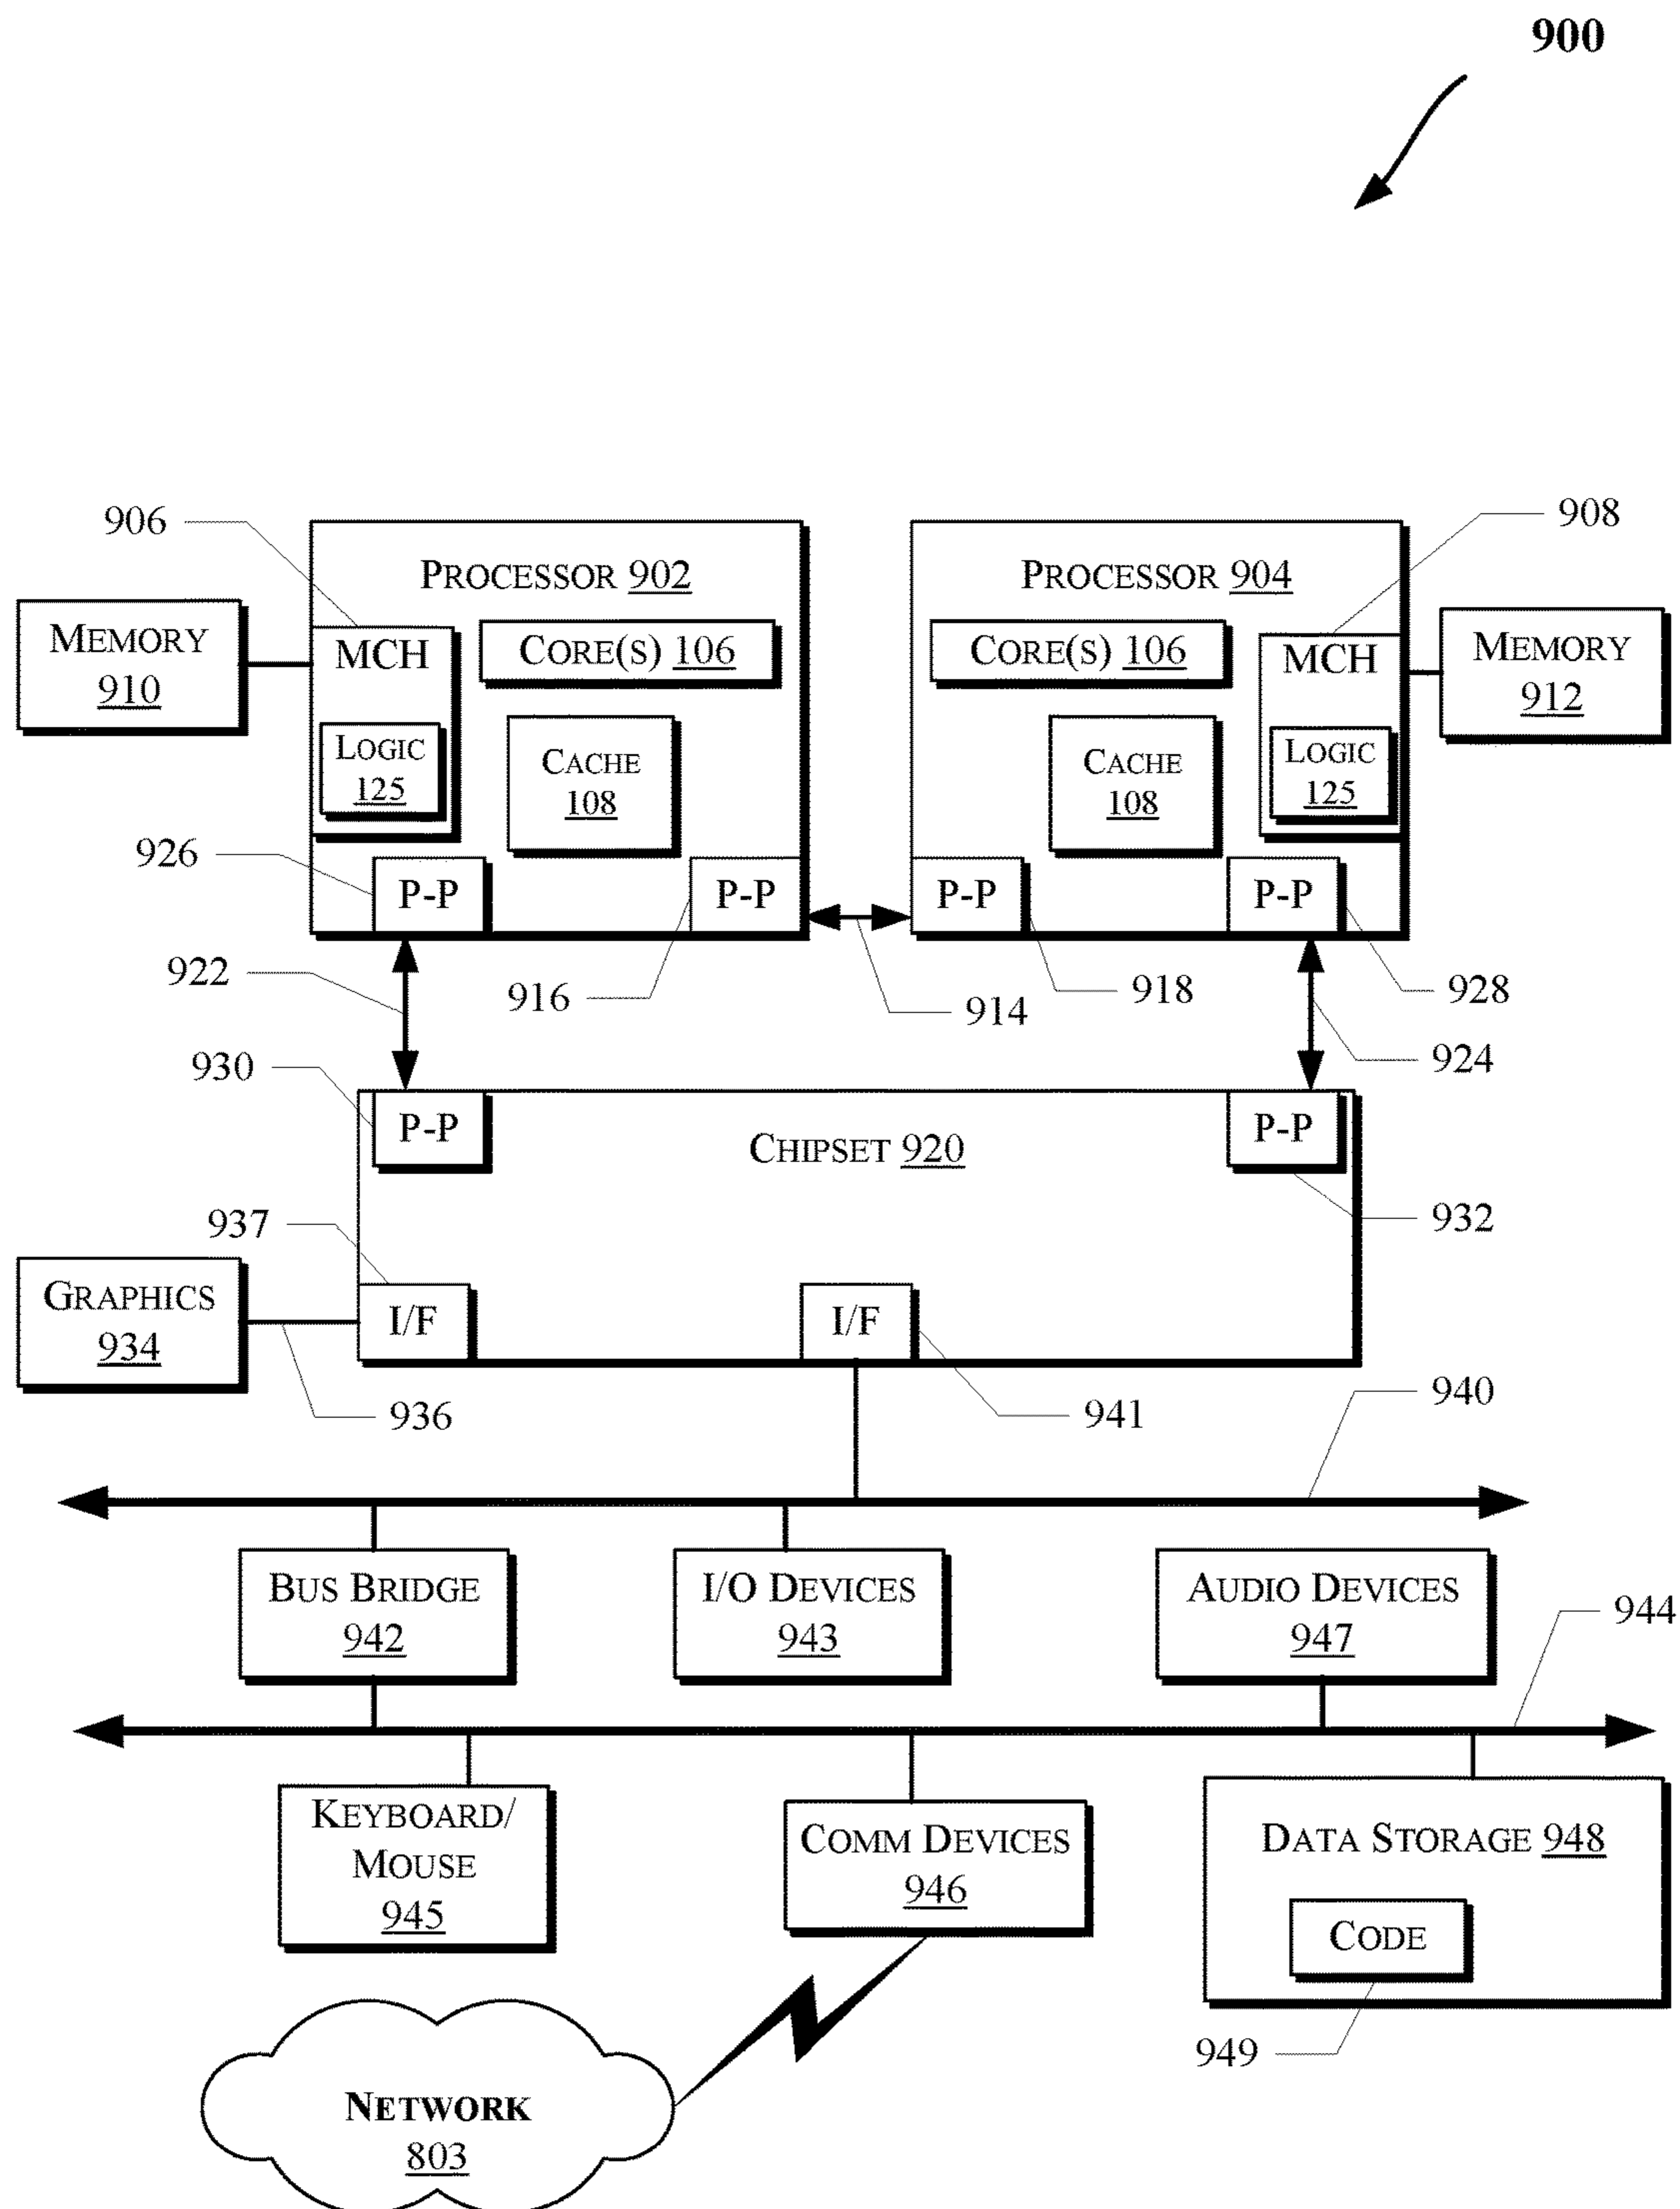 900
906
908
PROCESSOR 902
PROCESSOR 904
MEMORY
910
MCH
CORE(S) 106
CORE(S) 106
MCH
MEMORY
912
LOGIC
125
CACHE
108
CACHE
108
LOGIC
125
926
P-P
P-P
P-P
P-P
922
916
914
918
928
924
930
P-P
CHIPSET 920
P-P
932
937
GRAPHICS
934
I/F
I/F
936
941
940
BUS BRIDGE
942
I/O DEVICES
943
AUDIO DEVICES
947
944
KEYBOARD/
MOUSE
945
COMM DEVICES
946
DATA STORAGE 948
CODE
949
NETWORK
803